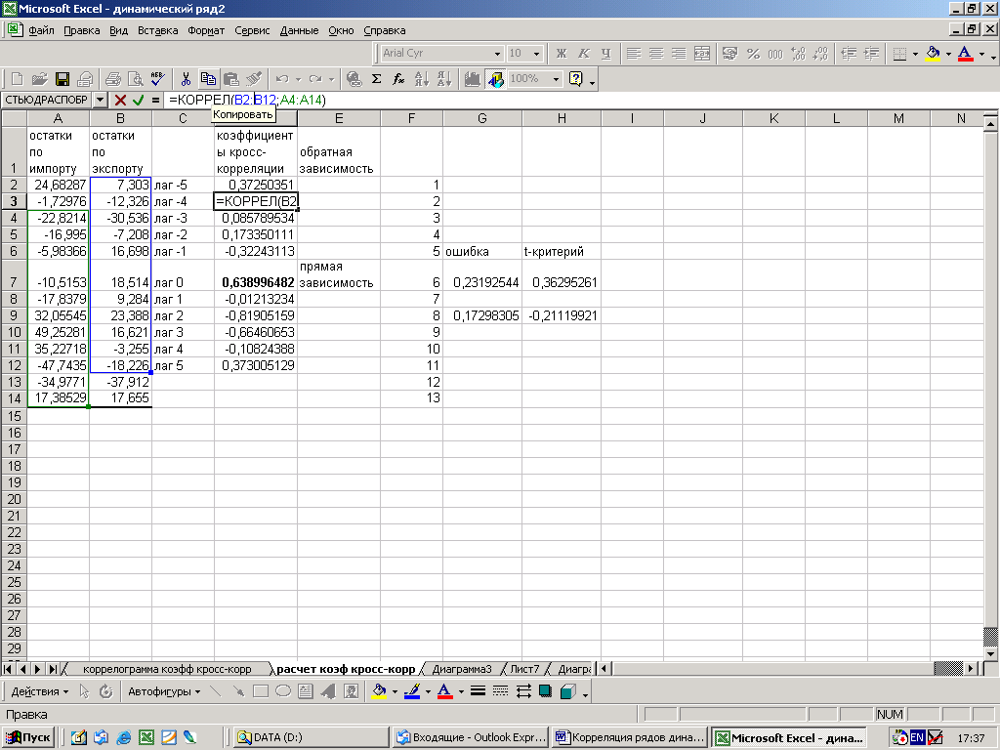 Microsoft Excel - динамический ряд2
Файл Правка Вид Вставка Формат Сервис Данные Окно Справка
Arial Cyr 10 Ж К Ч % 000
100%
СТЬЮДРАСПОБР =КОРРЕЛ(B2:B12;A4:A14)
Копировать
A B C E F G H I J K L M N
остатки остатки коэффициент
по по ы кросс- обратная
1 импорту экспорту корреляции зависимость
2 24,68287 7,303 лаг -5 0,37250351 1
3 -1,72976 -12,326 лаг -4 =КОРРЕЛ(B2 2
4 -22,8214 -30,536 лаг -3 0,085789534 3
5 -16,995 -7,208 лаг -2 0,173350111 4
6 -5,98366 16,698 лаг -1 -0,32243113 5 ошибка t-критерий
прямая
7 -10,5153 18,514 лаг 0 0,638996482 зависимость 6 0,23192544 0,36295261
8 -17,8379 9,284 лаг 1 -0,01213234 7
9 32,05545 23,388 лаг 2 -0,81905159 8 0,17298305 -0,21119921
10 49,25281 16,621 лаг 3 -0,66460653 9
11 35,22718 -3,255 лаг 4 -0,10824388 10
12 -47,7435 -18,226 лаг 5 0,373005129 11
13 -34,9771 -37,912 12
14 17,38529 17,655 13
15
16
17
18
19
20
21
22
23
24
25
26
27
28
29
коррелограмма коэфф кросс-корр расчет коэф кросс-корр Диаграмма3 Лист7 Диагра
Действия Автофигуры
Правка NUM
Пуск DATA (D:) Входящие - Outlook Expr... Корреляция рядов дина... Microsoft Excel - дина... EN 17:37